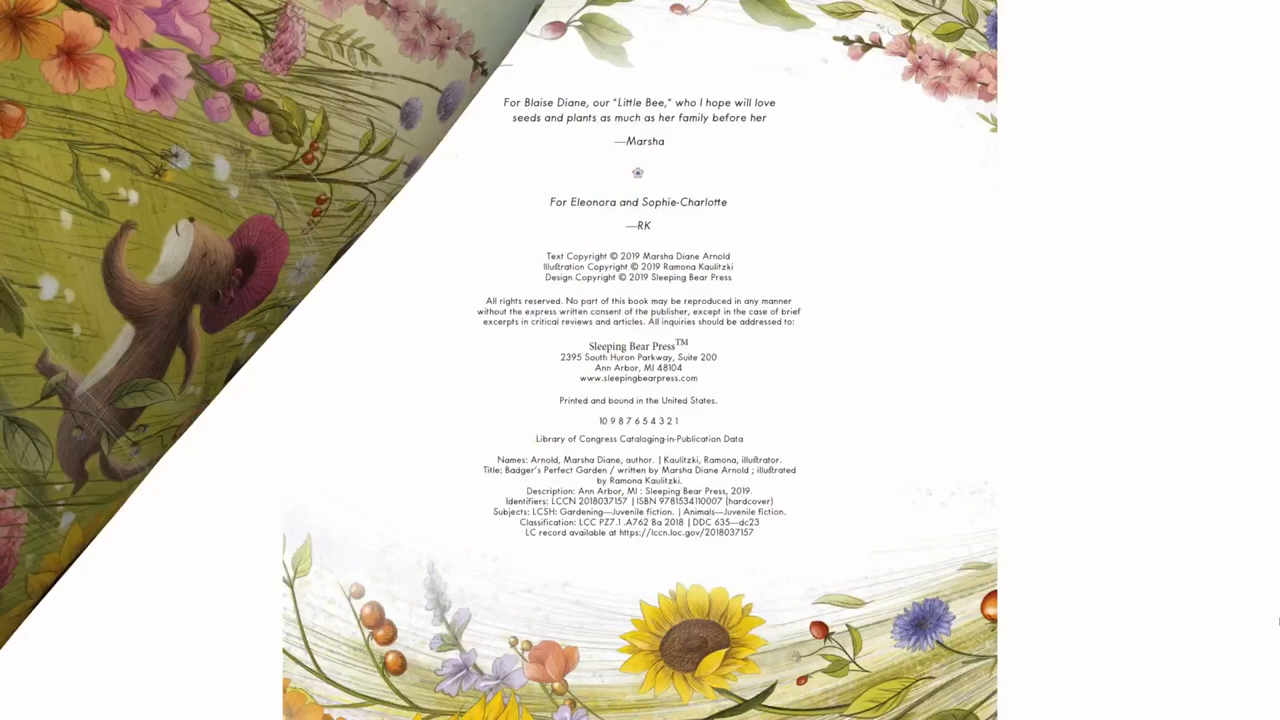 For Blaise Diane, our "Little Bee," who I hope will love
seeds and plants as much as her family before her
—Marsha
For Eleonora and Sophie-Charlotte
—RK
Text Copyright © 2019 Marsha Diane Arnold
Illustration Copyright © 2019 Ramona Kaulitzki
Design Copyright © 2019 Sleeping Bear Press
All rights reserved. No part of this book may be reproduced in any manner
without the express written consent of the publisher, except in the case of brief
excerpts in critical reviews and articles. All inquiries should be addressed to:
Sleeping Bear Press™
2395 South Huron Parkway, Suite 200
Ann Arbor, MI 48104
www.sleepingbearpress.com
Printed and bound in the United States.
10 9 8 7 6 5 4 3 2 1
Library of Congress Cataloging-in-Publication Data
Names: Arnold, Marsha Diane, author. | Kaulitzki, Ramona, illustrator.
Title: Badger's Perfect Garden / written by Marsha Diane Arnold ; illustrated
by Ramona Kaulitzki.
Description: Ann Arbor, MI : Sleeping Bear Press, 2019.
Identifiers: LCCN 2018037157 | ISBN 9781534110007 (hardcover)
Subjects: LCSH: Gardening—Juvenile fiction. | Animals—Juvenile fiction.
Classification: LCC PZ7.1 .A762 Ba 2018 | DDC 635—dc23
LC record available at https://lccn.loc.gov/2018037157